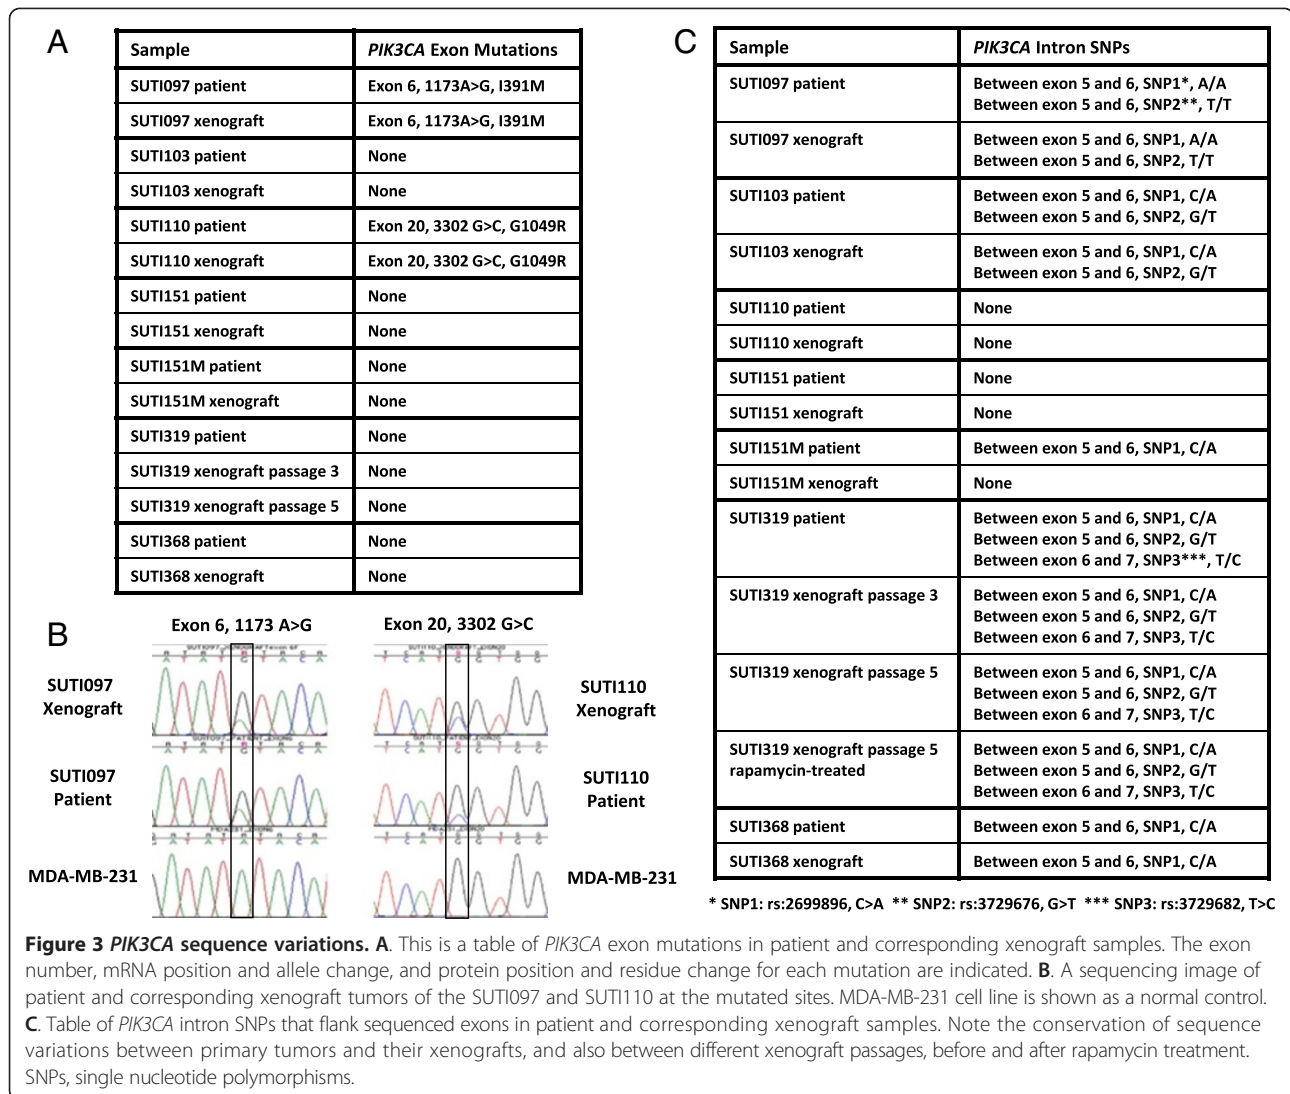 A
Sample PIK3CA Exon Mutations
SUTI097 patient Exon 6, 1173A>G, I391M
SUTI097 xenograft Exon 6, 1173A>G, I391M
SUTI103 patient None
SUTI103 xenograft None
SUTI110 patient Exon 20, 3302 G>C, G1049R
SUTI110 xenograft Exon 20, 3302 G>C, G1049R
SUTI151 patient None
SUTI151 xenograft None
SUTI151M patient None
SUTI151M xenograft None
SUTI319 patient None
SUTI319 xenograft passage 3 None
SUTI319 xenograft passage 5 None
SUTI368 patient None
SUTI368 xenograft None
B
Exon 6, 1173 A>G Exon 20, 3302 G>C
SUTI097
Xenograft
SUTI110
Xenograft
SUTI097
Patient
SUTI110
Patient
MDA-MB-231 MDA-MB-231
C
Sample PIK3CA Intron SNPs
SUTI097 patient Between exon 5 and 6, SNP1*, A/A
Between exon 5 and 6, SNP2**, T/T
SUTI097 xenograft Between exon 5 and 6, SNP1, A/A
Between exon 5 and 6, SNP2, T/T
SUTI103 patient Between exon 5 and 6, SNP1, C/A
Between exon 5 and 6, SNP2, G/T
SUTI103 xenograft Between exon 5 and 6, SNP1, C/A
Between exon 5 and 6, SNP2, G/T
SUTI110 patient None
SUTI110 xenograft None
SUTI151 patient None
SUTI151 xenograft None
SUTI151M patient Between exon 5 and 6, SNP1, C/A
SUTI151M xenograft None
SUTI319 patient Between exon 5 and 6, SNP1, C/A
Between exon 5 and 6, SNP2, G/T
Between exon 6 and 7, SNP3***, T/C
SUTI319 xenograft passage 3 Between exon 5 and 6, SNP1, C/A
Between exon 5 and 6, SNP2, G/T
Between exon 6 and 7, SNP3, T/C
SUTI319 xenograft passage 5 Between exon 5 and 6, SNP1, C/A
Between exon 5 and 6, SNP2, G/T
Between exon 6 and 7, SNP3, T/C
SUTI319 xenograft passage 5 Between exon 5 and 6, SNP1, C/A
rapamycin-treated Between exon 5 and 6, SNP2, G/T
Between exon 6 and 7, SNP3, T/C
SUTI368 patient Between exon 5 and 6, SNP1, C/A
SUTI368 xenograft Between exon 5 and 6, SNP1, C/A
* SNP1: rs:2699896, C>A ** SNP2: rs:3729676, G>T *** SNP3: rs:3729682, T>C
Figure 3 PIK3CA sequence variations. A. This is a table of PIK3CA exon mutations in patient and corresponding xenograft samples. The exon
number, mRNA position and allele change, and protein position and residue change for each mutation are indicated. B. A sequencing image of
patient and corresponding xenograft tumors of the SUTI097 and SUTI110 at the mutated sites. MDA-MB-231 cell line is shown as a normal control.
C. Table of PIK3CA intron SNPs that flank sequenced exons in patient and corresponding xenograft samples. Note the conservation of sequence
variations between primary tumors and their xenografts, and also between different xenograft passages, before and after rapamycin treatment.
SNPs, single nucleotide polymorphisms.